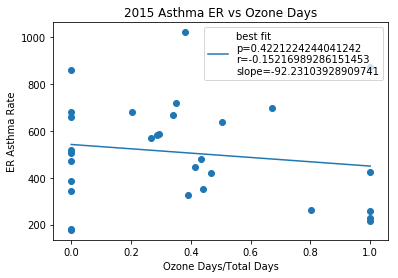 2015 Asthma ER vs Ozone Days
best fit
p=0.4221224244041242
r=-0.15216989286151453
slope=-92.23103928909741
1000
800
600
400
200
ER Asthma Rate
0.0 0.2 0.4 0.6 0.8 1.0
Ozone Days/Total Days